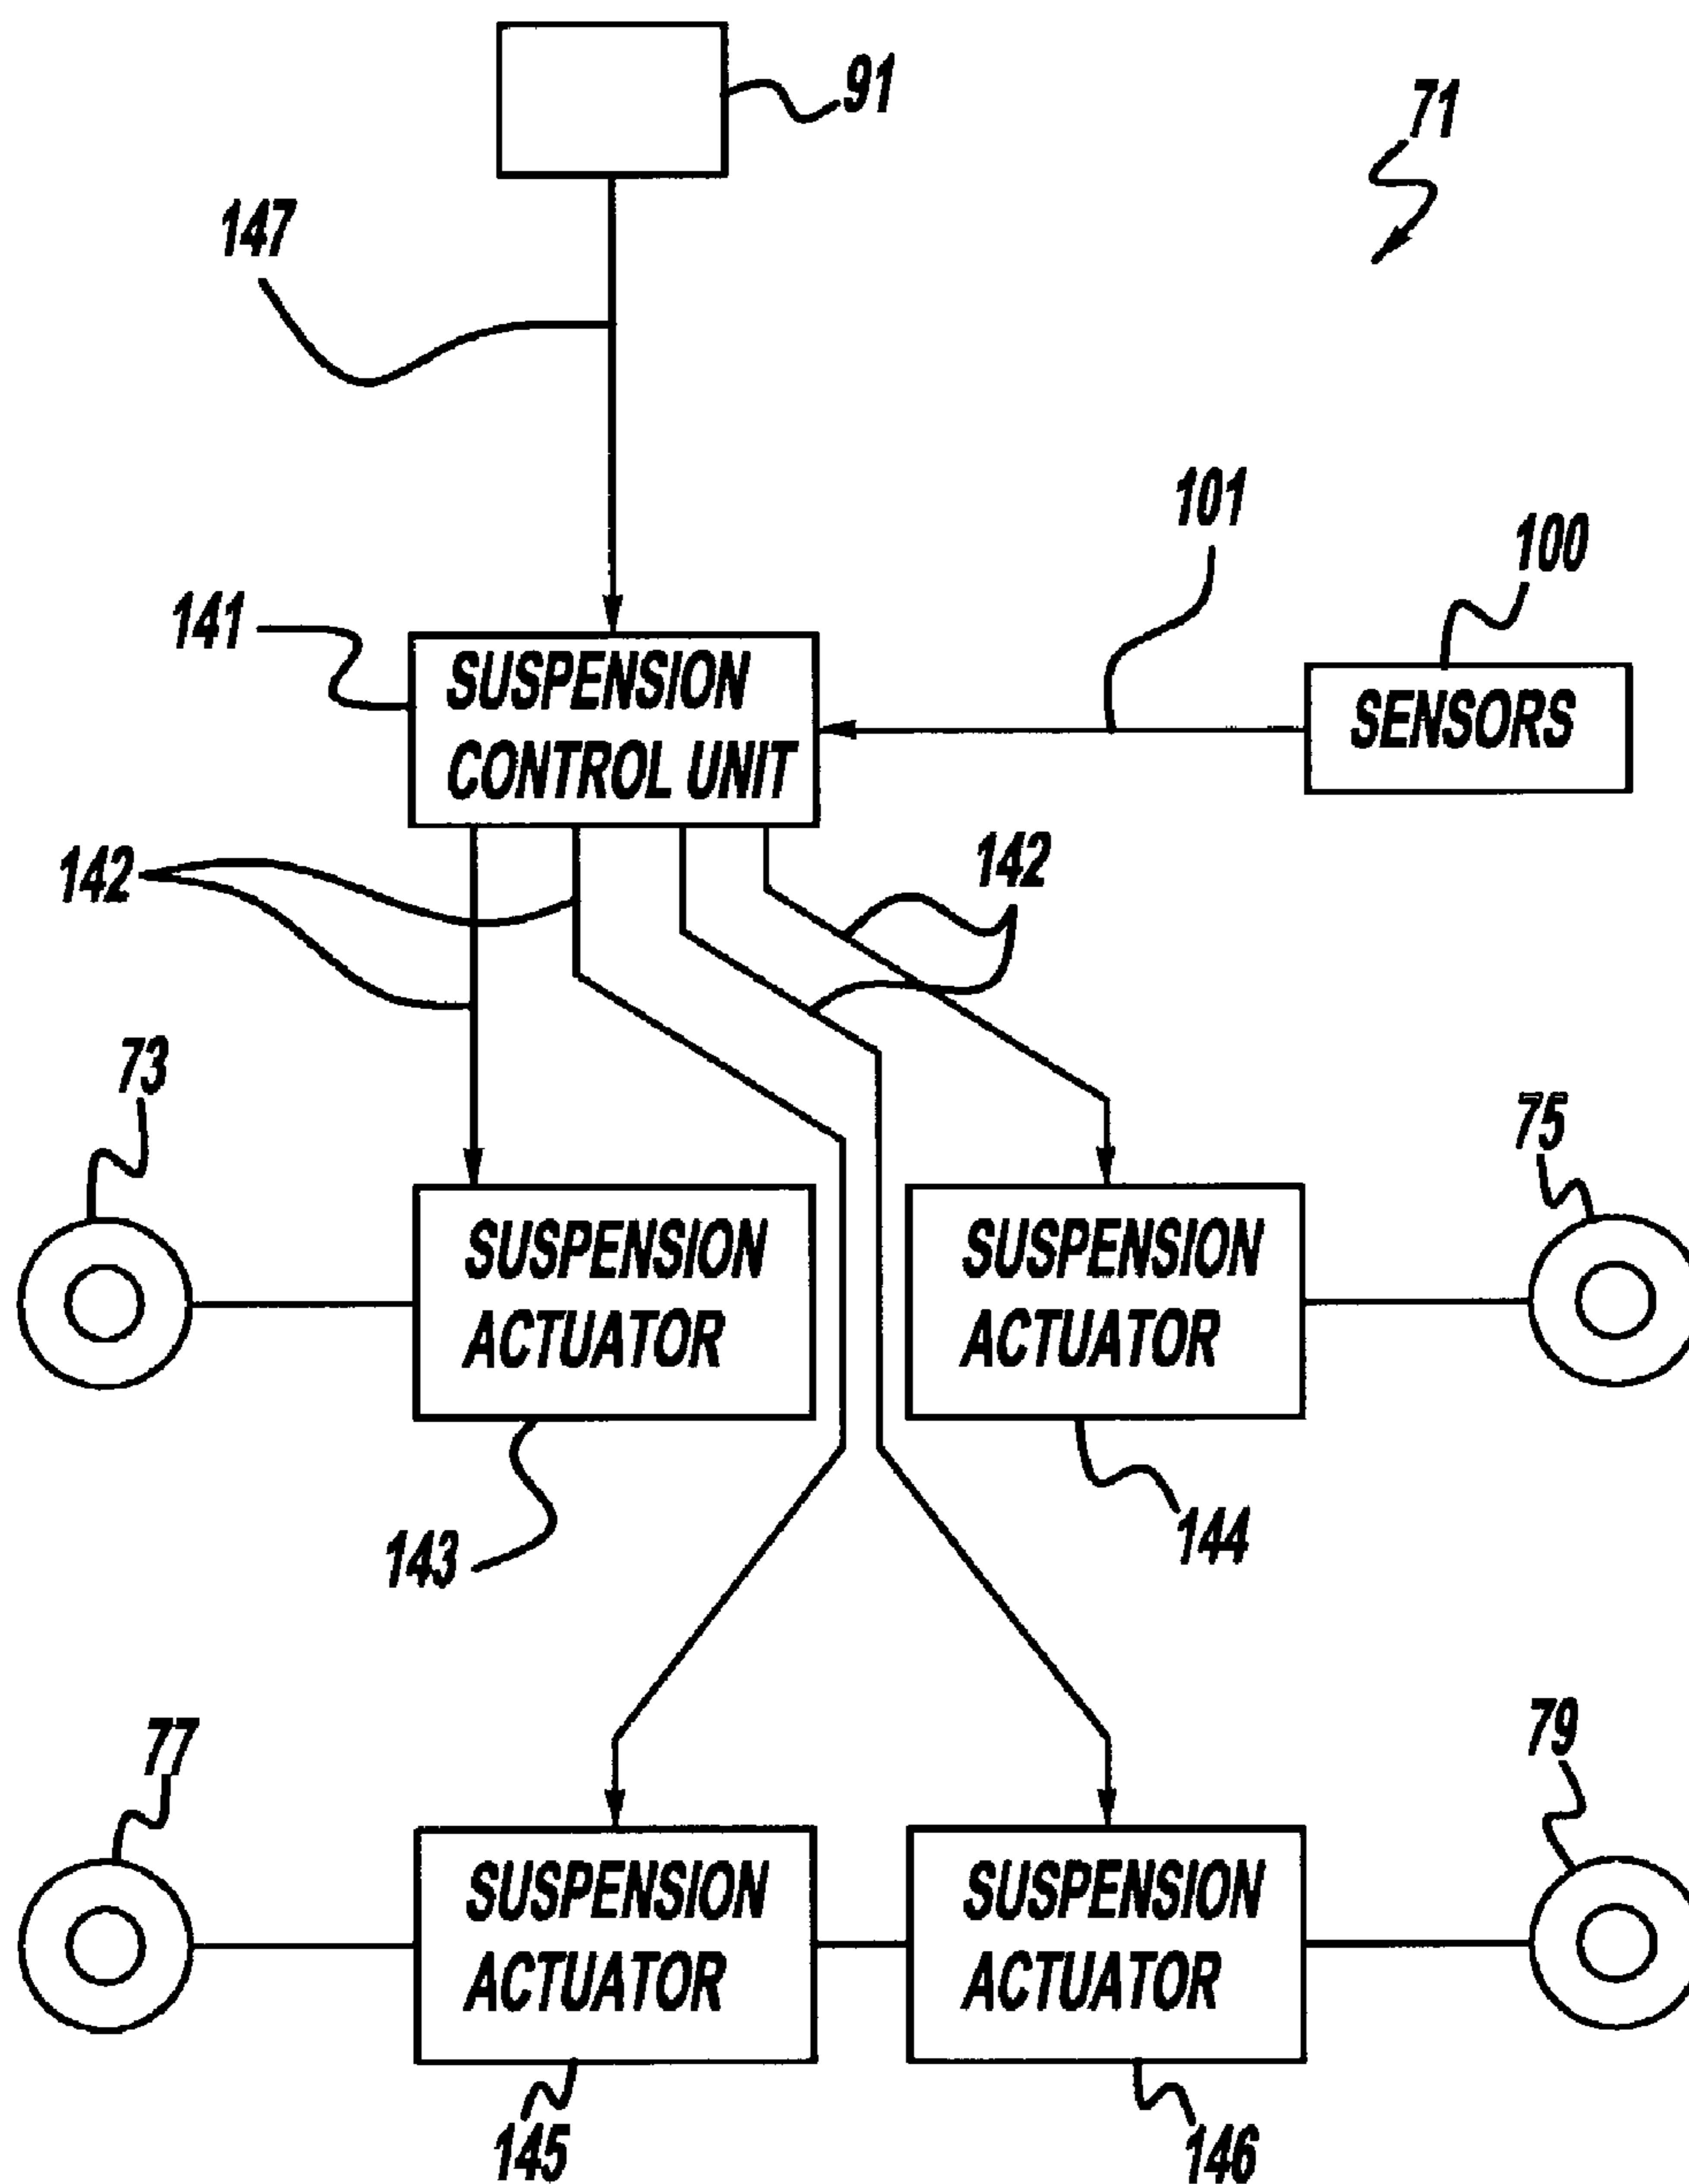 91
71
147
101
100
141
SUSPENSION
CONTROL UNIT
SENSORS
142
142
73
75
SUSPENSION
ACTUATOR
SUSPENSION
ACTUATOR
143
144
77
79
SUSPENSION
ACTUATOR
SUSPENSION
ACTUATOR
145
146